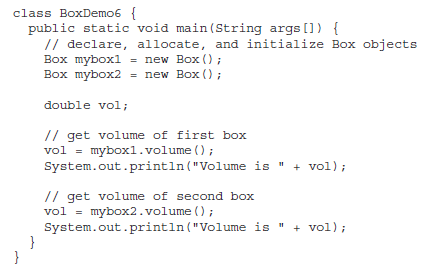 class BoxDemo6 {
public static void main(String args[]) {
// declare, allocate, and initialize Box objects
Box mybox1 = new Box();
Box mybox2 = new Box();
double vol;
// get volume of first box
vol = mybox1.volume();
System.out.println("Volume is " + vol);
// get volume of second box
vol = mybox2.volume();
System.out.println("Volume is " + vol);
}
}